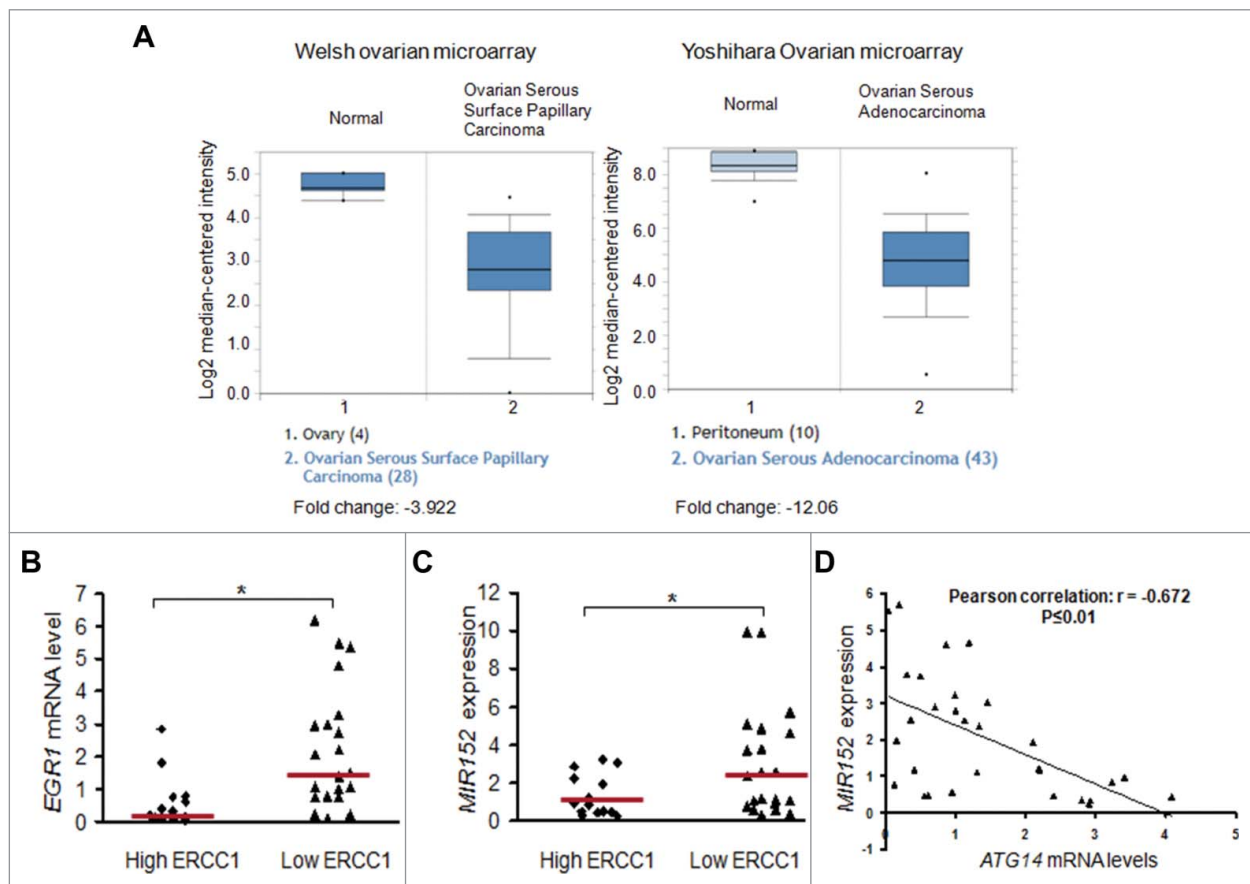 A
Welsh ovarian microarray
Yoshihara Ovarian microarray
Normal
Ovarian Serous
Surface Papillary
Carcinoma
Normal
Ovarian Serous
Adenocarcinoma
Log2 median-centered intensity
5.0
4.0
3.0
2.0
1.0
0.0
1
2
1. Ovary (4)
2. Ovarian Serous Surface Papillary
Carcinoma (28)
Fold change: -3.922
Log2 median-centered intensity
8.0
6.0
4.0
2.0
0.0
1
2
1. Peritoneum (10)
2. Ovarian Serous Adenocarcinoma (43)
Fold change: -12.06
B
EGR1 mRNA level
7
6
5
4
3
2
1
0
*
High ERCC1
Low ERCC1
C
MIR152 expression
12
10
8
6
4
2
0
*
High ERCC1
Low ERCC1
D
Pearson correlation: r = -0.672
P≤0.01
MIR152 expression
6
5
4
3
2
1
0
-1
0
1
2
3
4
5
ATG14 mRNA levels